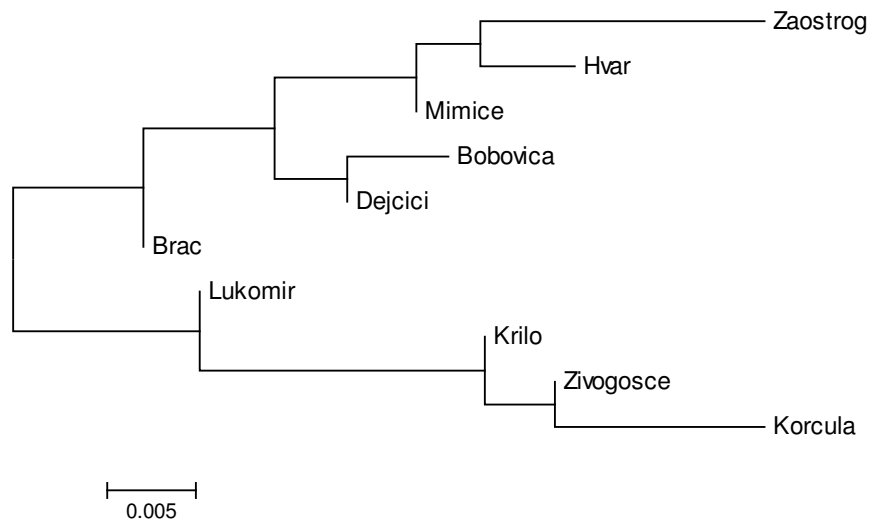 Zaostrog
Hvar
Mimice
Bobovica
Dejcici
Brac
Lukomir
Krilo
Zivogosce
Korcula
0.005